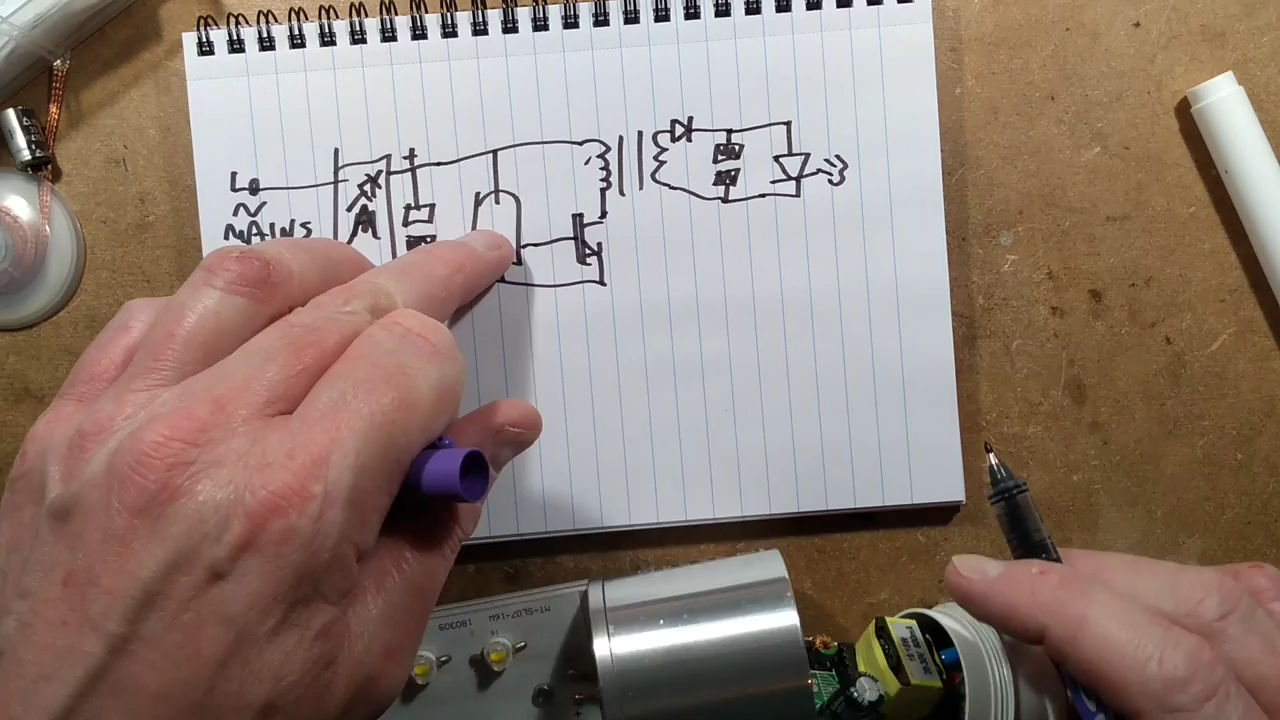 L
~
MAINS
+
MT-SL07-16W
180309
+